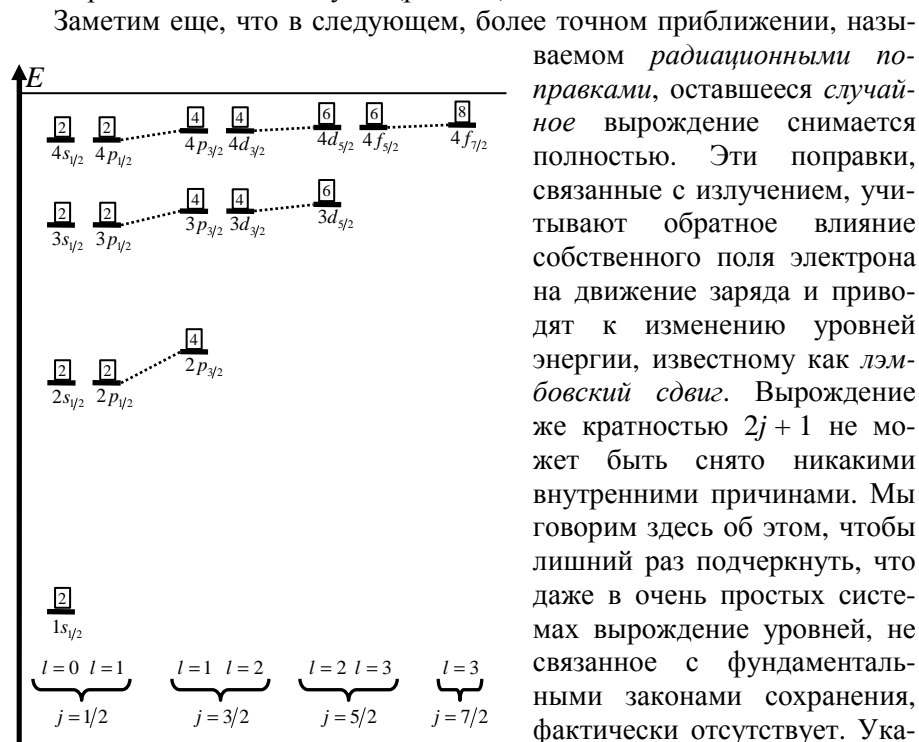 Заметим еще, что в следующем, более точном приближении, назы-
ваемом радиационными по-
правками, оставшееся случай-
ное вырождение снимается
полностью. Эти поправки,
связанные с излучением, учи-
тывают обратное влияние
собственного поля электрона
на движение заряда и приво-
дят к изменению уровней
энергии, известному как лэм-
бовский сдвиг. Вырождение
же кратностью 2j + 1 не мо-
жет быть снято никакими
внутренними причинами. Мы
говорим здесь об этом, чтобы
лишний раз подчеркнуть, что
даже в очень простых систе-
мах вырождение уровней, не
связанное с фундаменталь-
ными законами сохранения,
фактически отсутствует. Ука-
E
2 2 4 4 6 6 8
4s1/2 4p1/2 4p3/2 4d3/2 4d5/2 4f5/2 4f7/2
2 2 4 4 6
3s1/2 3p1/2 3p3/2 3d3/2 3d5/2
2 2 4
2s1/2 2p1/2 2p3/2
2
1s1/2
l = 0 l = 1 l = 1 l = 2 l = 2 l = 3 l = 3
j = 1/2 j = 3/2 j = 5/2 j = 7/2